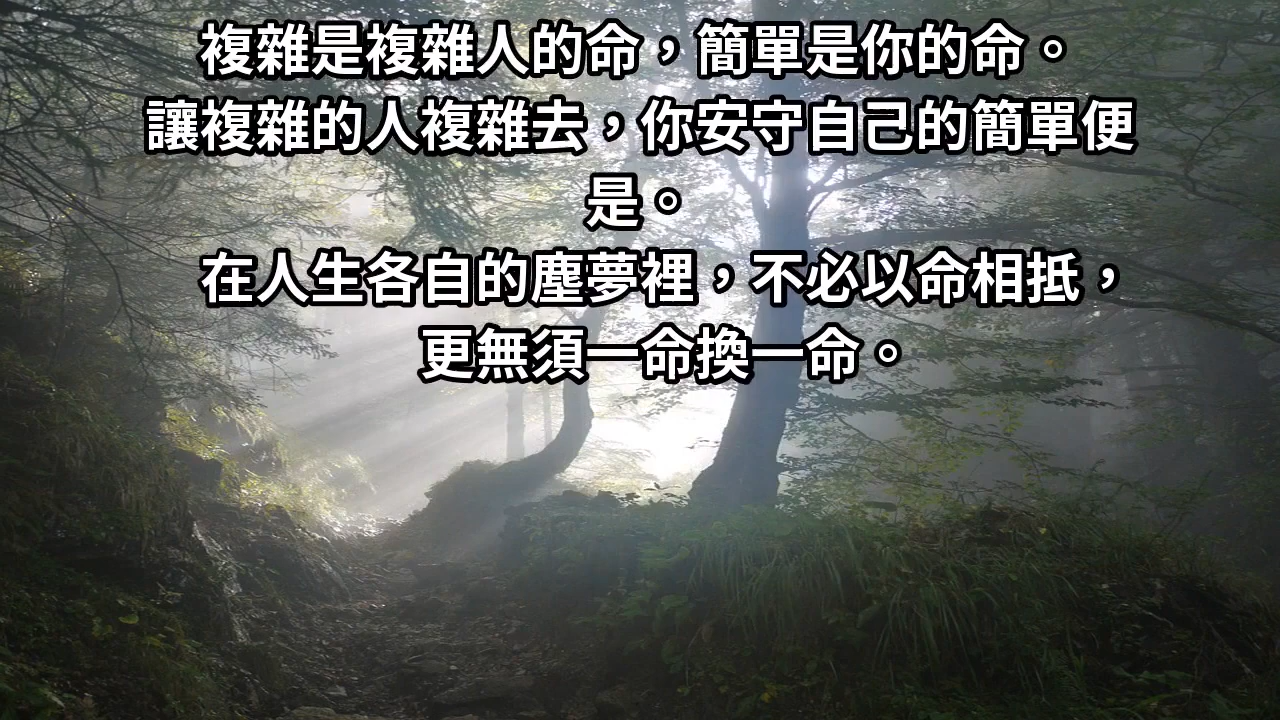 複雜是複雜人的命，簡單是你的命。
讓複雜的人複雜去，你安守自己的簡單便
是。
在人生各自的塵夢裡，不必以命相抵，
更無須一命換一命。